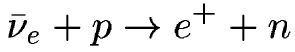 ν̄ₑ + p → e⁺ + n